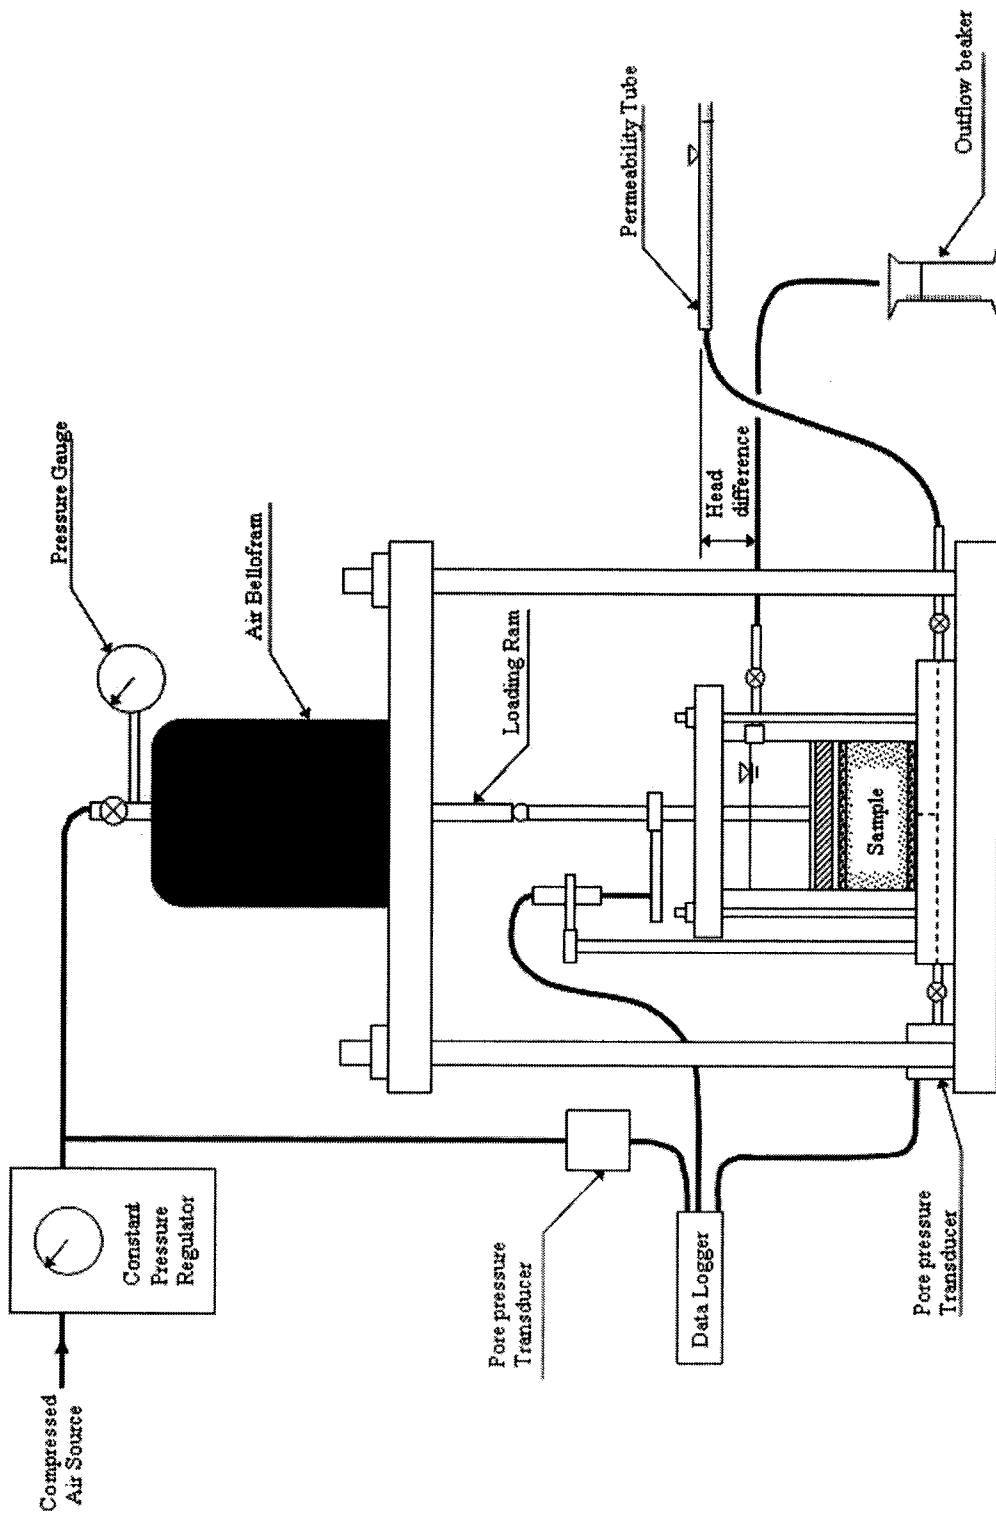 Compressed
Air Source
Constant
Pressure
Regulator
Pressure Gauge
Air Bellofram
Pore pressure
Transducer
Loading Ram
Permeability Tube
Data Logger
Head
difference
Sample
Pore pressure
Transducer
Outflow beaker